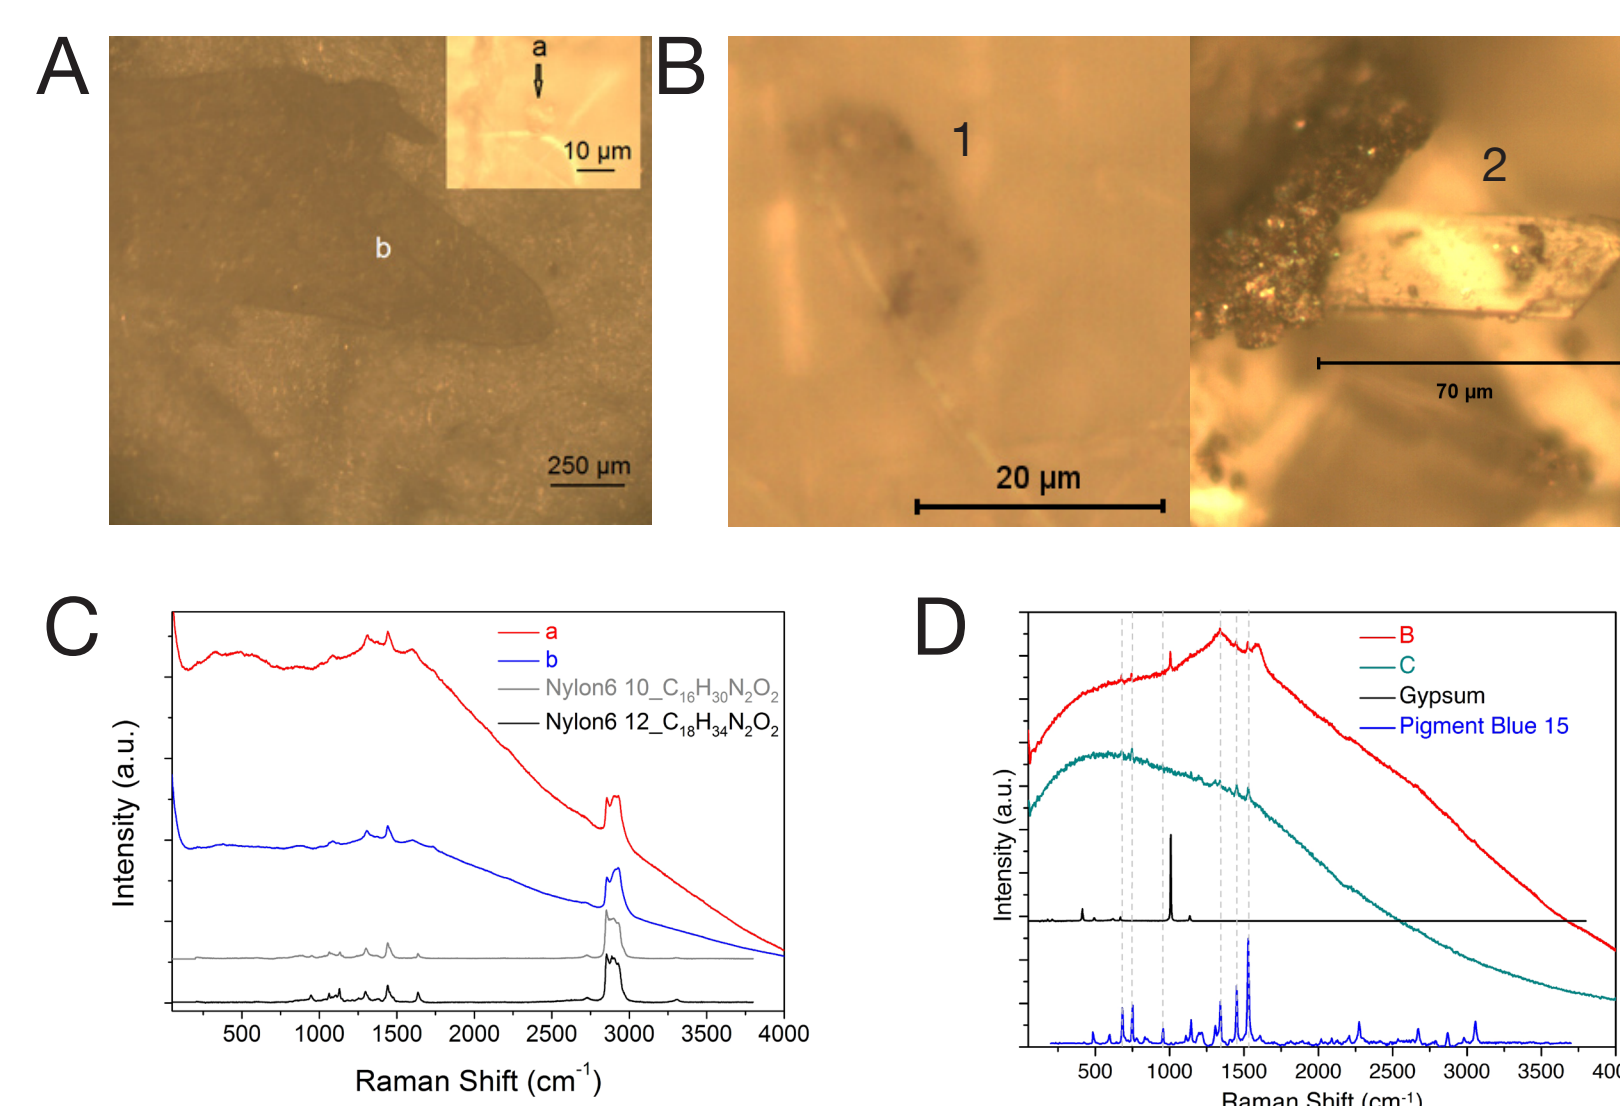 A
a
10 µm
b
250 µm
B
1
20 µm
2
70 µm
C
a
b
Nylon6 10_C16H30N2O2
Nylon6 12_C18H34N2O2
Intensity (a.u.)
500 1000 1500 2000 2500 3000 3500 4000
Raman Shift (cm-1)
D
B
C
Gypsum
Pigment Blue 15
Intensity (a.u.)
500 1000 1500 2000 2500 3000 3500 400
Raman Shift (cm-1)